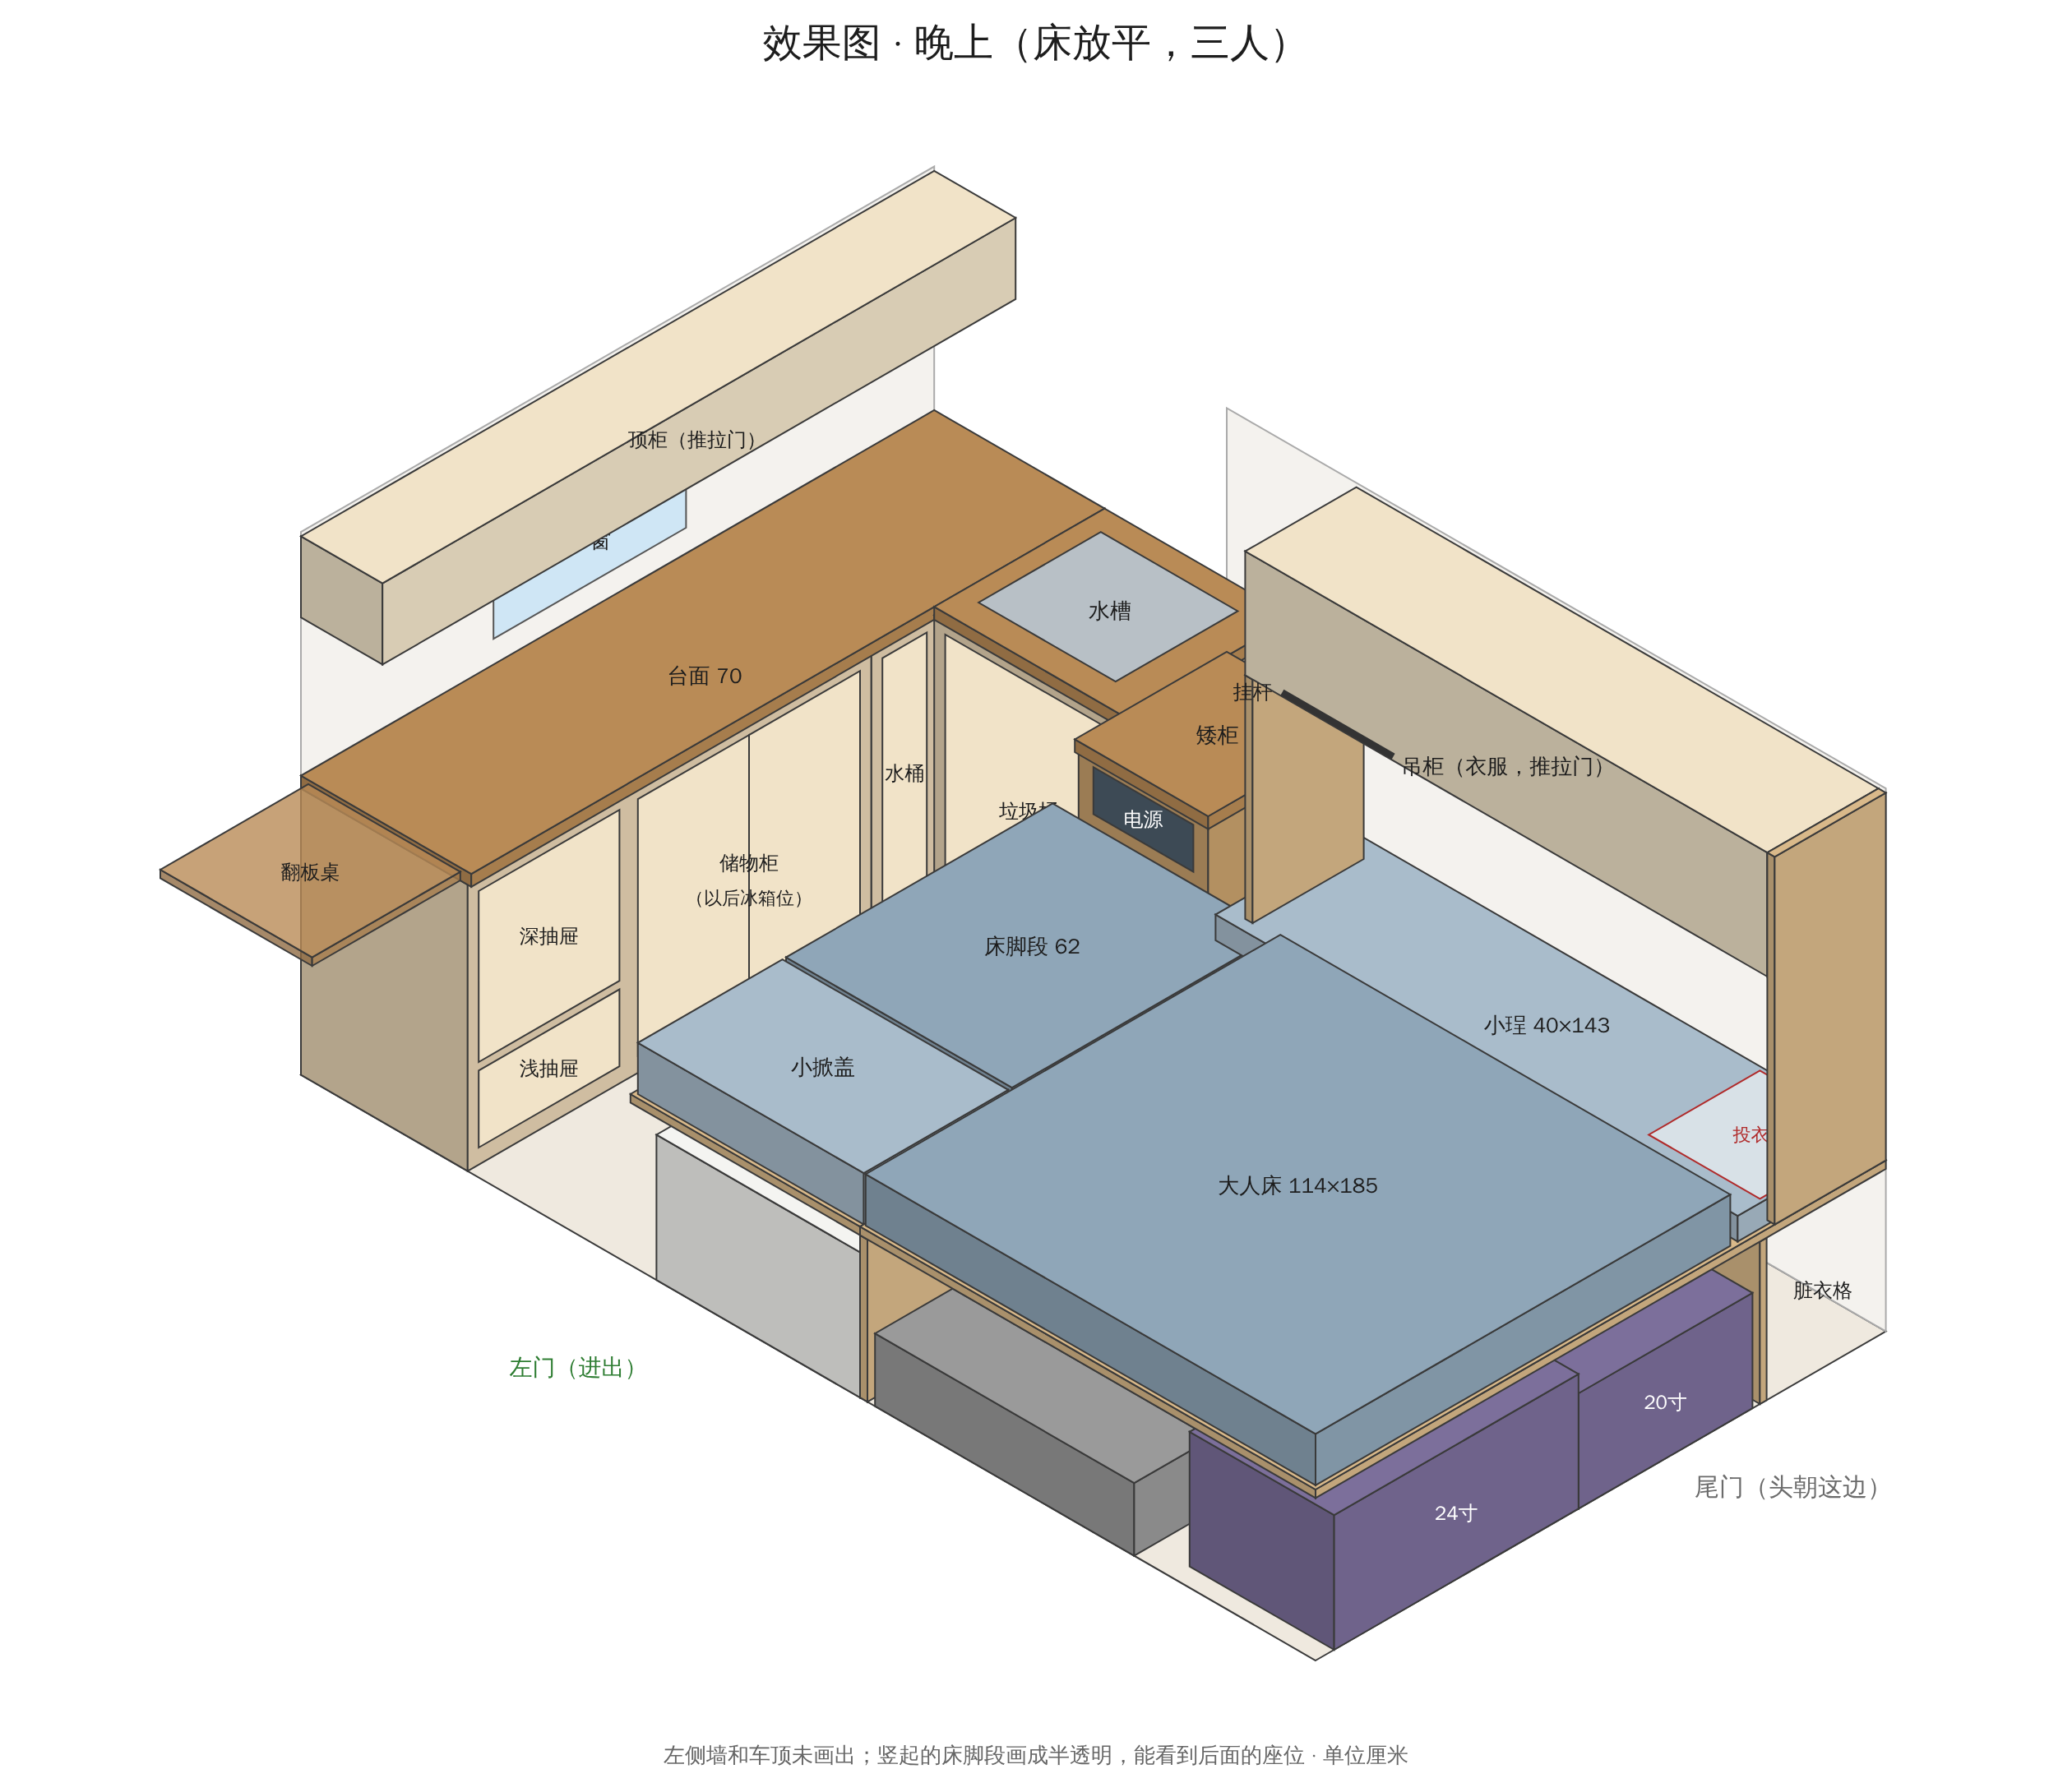 效果图 · 晚上（床放平，三人）
顶柜（推拉门）
窗
水槽
台面 70
挂杆
矮柜
吊柜（衣服，推拉门）
水桶
垃圾
电源
翻板桌
储物柜
（以后冰箱位）
深抽屉
床脚段 62
小珵 40×143
浅抽屉
小掀盖
投衣
大人床 114×185
脏衣格
左门（进出）
20寸
尾门（头朝这边）
24寸
左侧墙和车顶未画出；竖起的床脚段画成半透明，能看到后面的座位 · 单位厘米